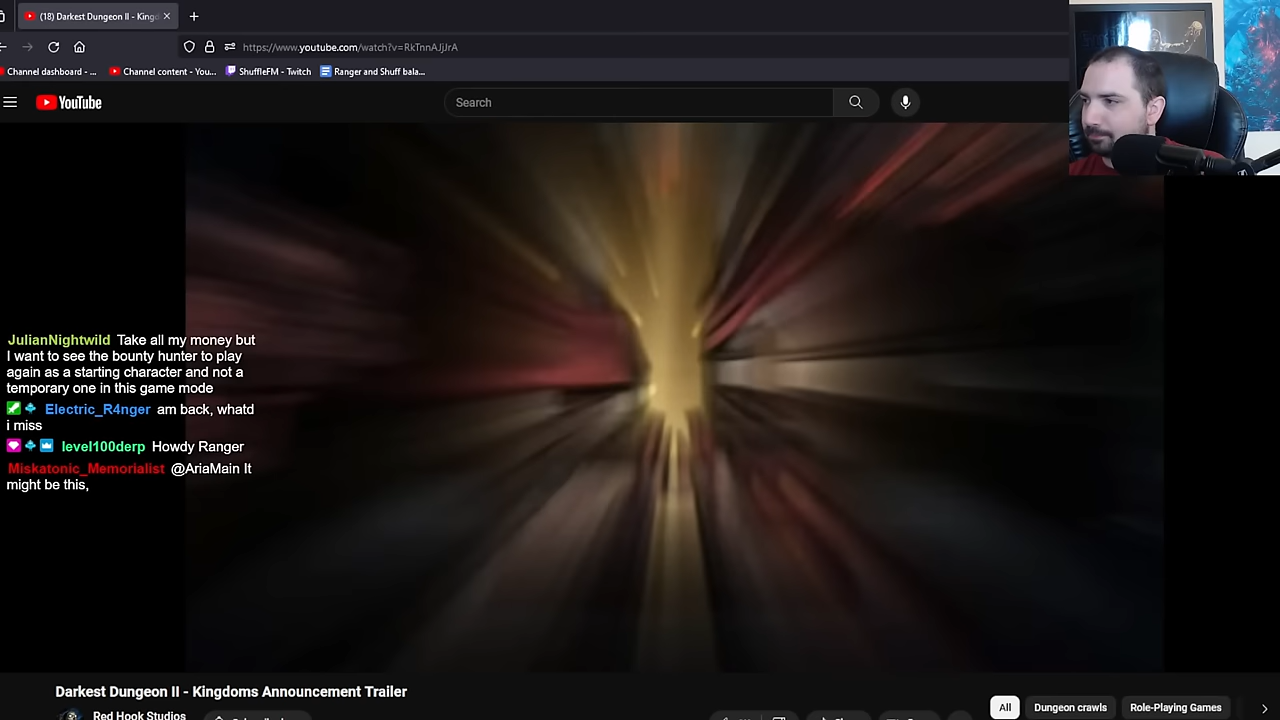 (18) Darkest Dungeon II - Kingd
https://www.youtube.com/watch?v=RkTnnAJjJrA
Channel dashboard - ...
Channel content - You...
ShuffleFM - Twitch
Ranger and Shuff bala...
YouTube
Search
JulianNightwild Take all my money but
I want to see the bounty hunter to play
again as a starting character and not a
temporary one in this game mode
Electric_R4nger am back, whatd
i miss
level100derp Howdy Ranger
Miskatonic_Memorialist @AriaMain It
might be this,
Darkest Dungeon II - Kingdoms Announcement Trailer
Red Hook Studios
All
Dungeon crawls
Role-Playing Games